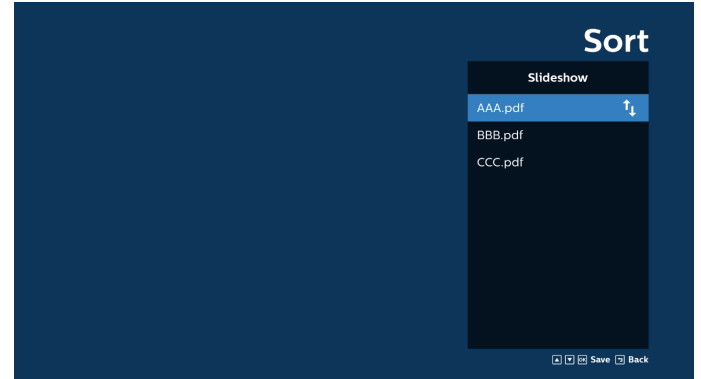 Sort
Slideshow
AAA.pdf
BBB.pdf
CCC.pdf
OK Save Back